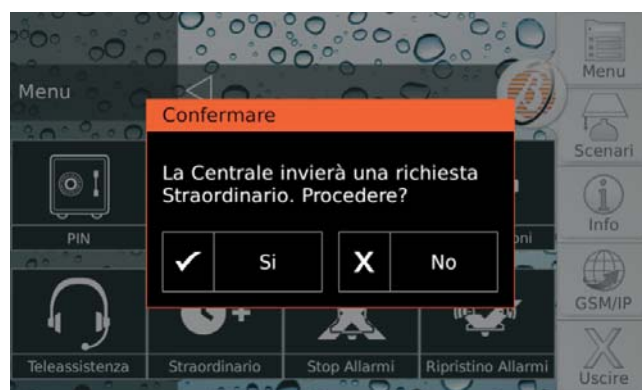 Menu
Menu
Confermare
La Centrale invierà una richiesta
Straordinario. Procedere?
Scenari
PIN
oni
Info
Si
X
No
GSM/IP
Teleassistenza
Straordinario
Stop Allarmi
Ripristino Allarmi
Uscire